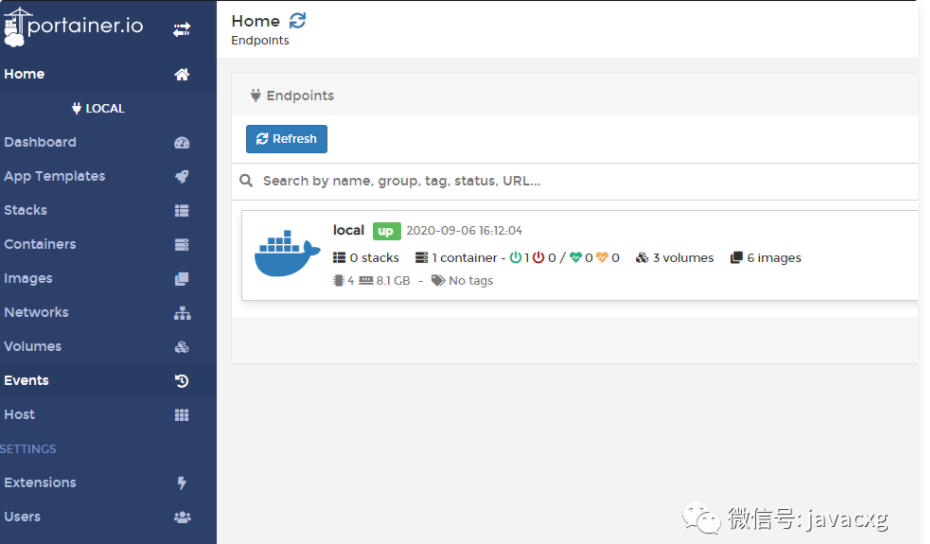 portainer.io
Home
LOCAL
Dashboard
App Templates
Stacks
Containers
Images
Networks
Volumes
Events
Host
SETTINGS
Extensions
Users
Home
Endpoints
Endpoints
Refresh
Search by name, group, tag, status, URL...
local up 2020-09-06 16:12:04
0 stacks 1 container - 1 0 / 0 0 3 volumes 6 images
4 8.1 GB - No tags
微信号: javacxg